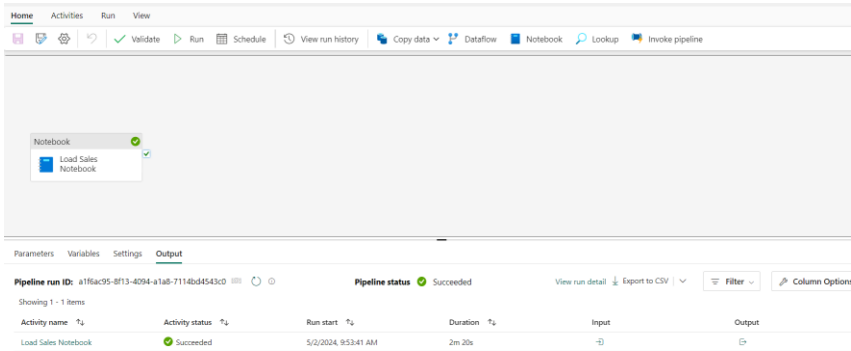 Home Activities Run View
Validate Run Schedule View run history Copy data Dataflow Notebook Lookup Invoke pipeline
Notebook
Load Sales
Notebook
Parameters Variables Settings Output
Pipeline run ID: a1f6ac95-8f13-4094-a1a8-7114bd4543c0 Pipeline status Succeeded View run detail Export to CSV Filter Column Options
Showing 1 - 1 items
Activity name Activity status Run start Duration Input Output
Load Sales Notebook Succeeded 5/2/2024, 9:53:41 AM 2m 20s